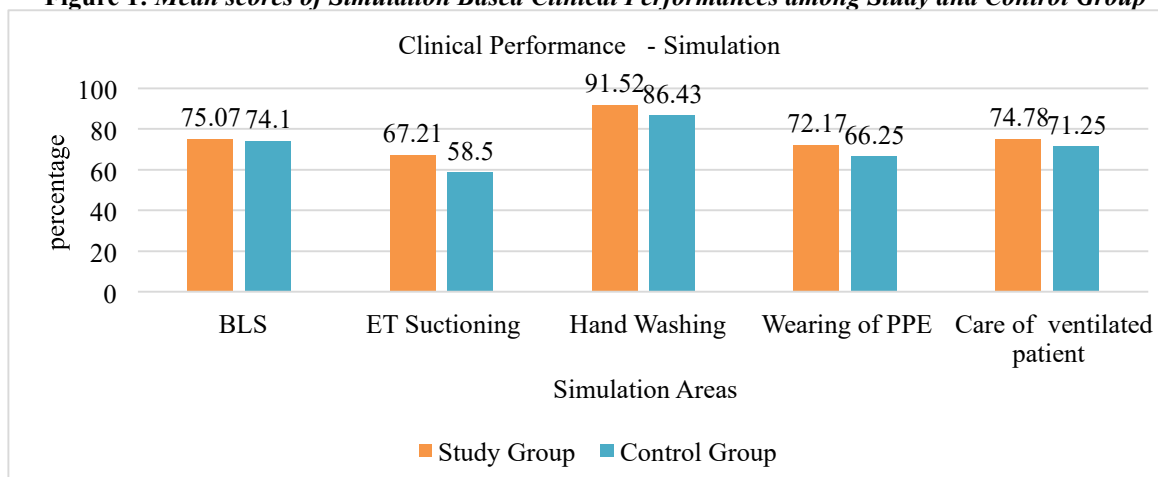 Figure 1: Mean scores of Simulation Based Clinical Performances among Study and Control Group
Clinical Performance - Simulation
100
80
60
40
20
0
percentage
75.07 74.1
67.21 58.5
91.52 86.43
72.17 66.25
74.78 71.25
BLS
ET Suctioning
Hand Washing
Wearing of PPE
Care of ventilated
patient
Simulation Areas
Study Group
Control Group